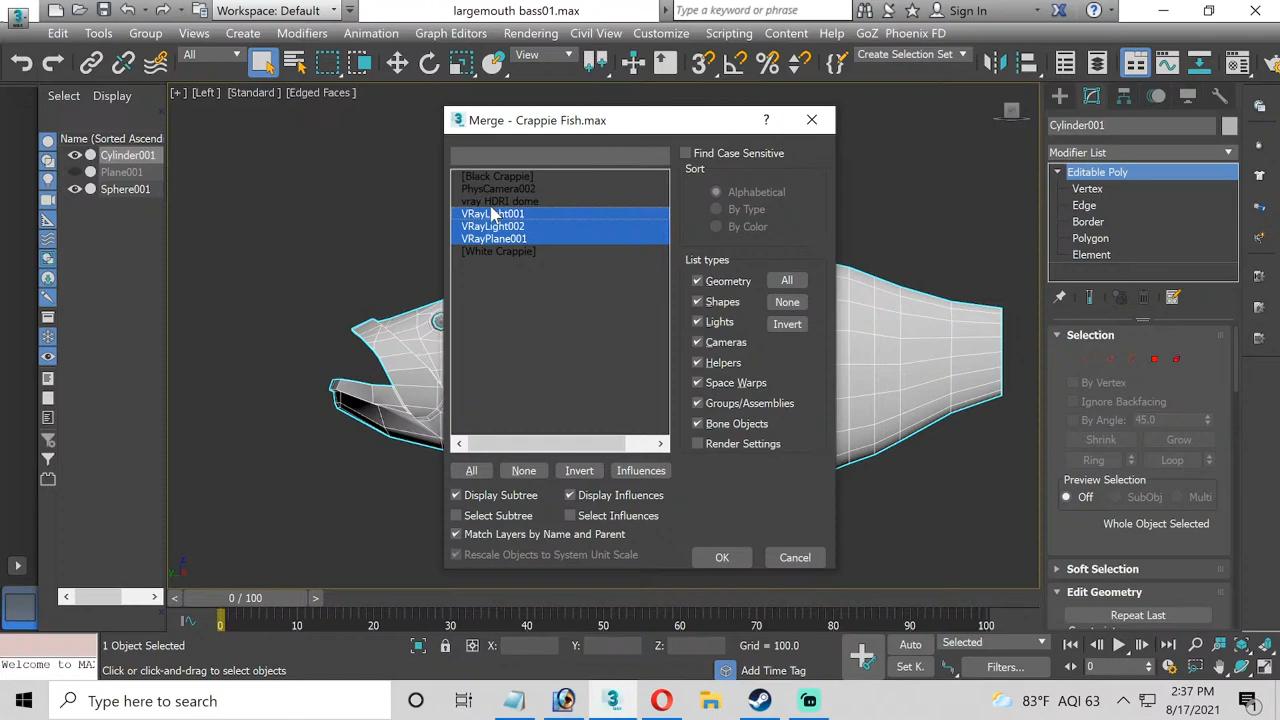 Workspace: Default
largemouth bass01.max
Type a keyword or phrase
Sign In
Edit Tools Group Views Create Modifiers Animation Graph Editors Rendering Civil View Customize Scripting Content Help GoZ Phoenix FD
All
View
Create Selection Set
Select Display
[+] [Left] [Standard] [Edged Faces]
Name (Sorted Ascend
Cylinder001
Plane001
Sphere001
Merge - Crappie Fish.max
?
Find Case Sensitive
Sort
Alphabetical
By Type
By Color
[Black Crappie]
PhysCamera002
vray HDRI dome
VRayLight001
VRayLight002
VRayPlane001
[White Crappie]
List types
Geometry All
Shapes None
Lights Invert
Cameras
Helpers
Space Warps
Groups/Assemblies
Bone Objects
Render Settings
All None Invert Influences
Display Subtree Display Influences
Select Subtree Select Influences
Match Layers by Name and Parent
Rescale Objects to System Unit Scale
OK Cancel
Cylinder001
Modifier List
Editable Poly
Vertex
Edge
Border
Polygon
Element
Selection
By Vertex
Ignore Backfacing
By Angle: 45.0
Shrink Grow
Ring Loop
Preview Selection
Off SubObj Multi
Whole Object Selected
Soft Selection
Edit Geometry
Repeat Last
0 / 100
0 10 20 30 40 50 60 70 80 90 100
1 Object Selected
X: Y: Z: Grid = 100.0
Auto Selected
Welcome to MAX
Click or click-and-drag to select objects
Add Time Tag
Set K. Filters... 0
Type here to search
83°F AQI 63
2:37 PM
8/17/2021